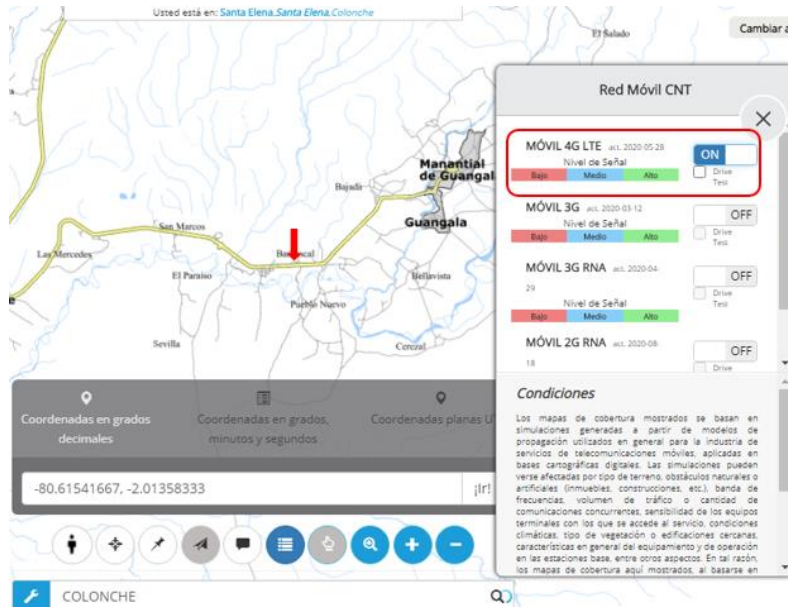 Usted está en: Santa Elena,Santa Elena,Colonche
El Salado
Cambiar a
Red Móvil CNT
MÓVIL 4G LTE act. 2020-05-28
ON
Nivel de Señal
Bajo Medio Alto
Drive
Test
MÓVIL 3G act. 2020-03-12
OFF
Nivel de Señal
Bajo Medio Alto
Drive
Test
MÓVIL 3G RNA act. 2020-04-
29
OFF
Nivel de Señal
Bajo Medio Alto
Drive
Test
MÓVIL 2G RNA act. 2020-08-
18
OFF
Drive
Manantial
de Guangal
Guangala
San Marcos
Las Mercedes
El Paraiso
Pueblo Nuevo
Bellavista
Sevilla
Cerezal
Condiciones
Los mapas de cobertura mostrados se basan en
simulaciones generadas a partir de modelos de
propagación utilizados en general para la industria de
servicios de telecomunicaciones móviles, aplicadas en
bases cartográficas digitales. Las simulaciones pueden
verse afectadas por tipo de terreno, obstáculos naturales o
artificiales (inmuebles, construcciones, etc.), banda de
frecuencias, volumen de tráfico o cantidad de
comunicaciones concurrentes, sensibilidad de los equipos
terminales con los que se accede al servicio, condiciones
climáticas, tipo de vegetación o edificaciones cercanas,
características en general del equipamiento y de operación
en las estaciones base, entre otros aspectos. En tal razón,
los mapas de cobertura aquí mostrados, al basarse en
Coordenadas en grados
decimales
Coordenadas en grados,
minutos y segundos
Coordenadas planas U
-80.61541667, -2.01358333
¡Ir!
COLONCHE